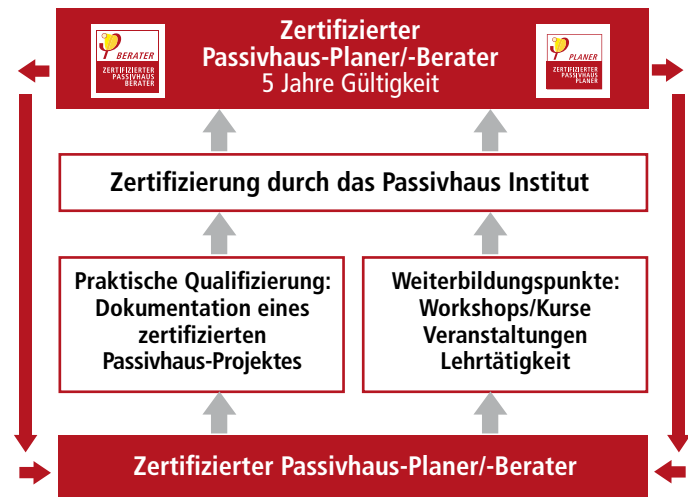 Zertifizierter
Passivhaus-Planer/-Berater
5 Jahre Gültigkeit
BERATER
ZERTIFIZIERTER
PASSIVHAUS
BERATER
PLANER
ZERTIFIZIERTER
PASSIVHAUS
PLANER
Zertifizierung durch das Passivhaus Institut
Praktische Qualifizierung:
Dokumentation eines
zertifizierten
Passivhaus-Projektes
Weiterbildungspunkte:
Workshops/Kurse
Veranstaltungen
Lehrtätigkeit
Zertifizierter Passivhaus-Planer/-Berater